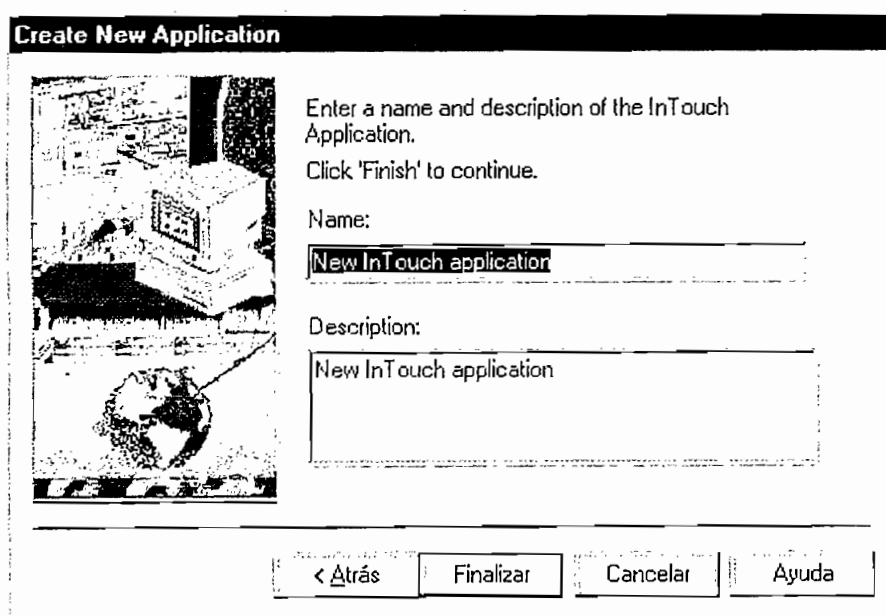 Create New Application
Enter a name and description of the InTouch
Application.
Click 'Finish' to continue.
Name:
New InTouch application
Description:
New InTouch application
< Atrás
Finalizar
Cancelar
Ayuda